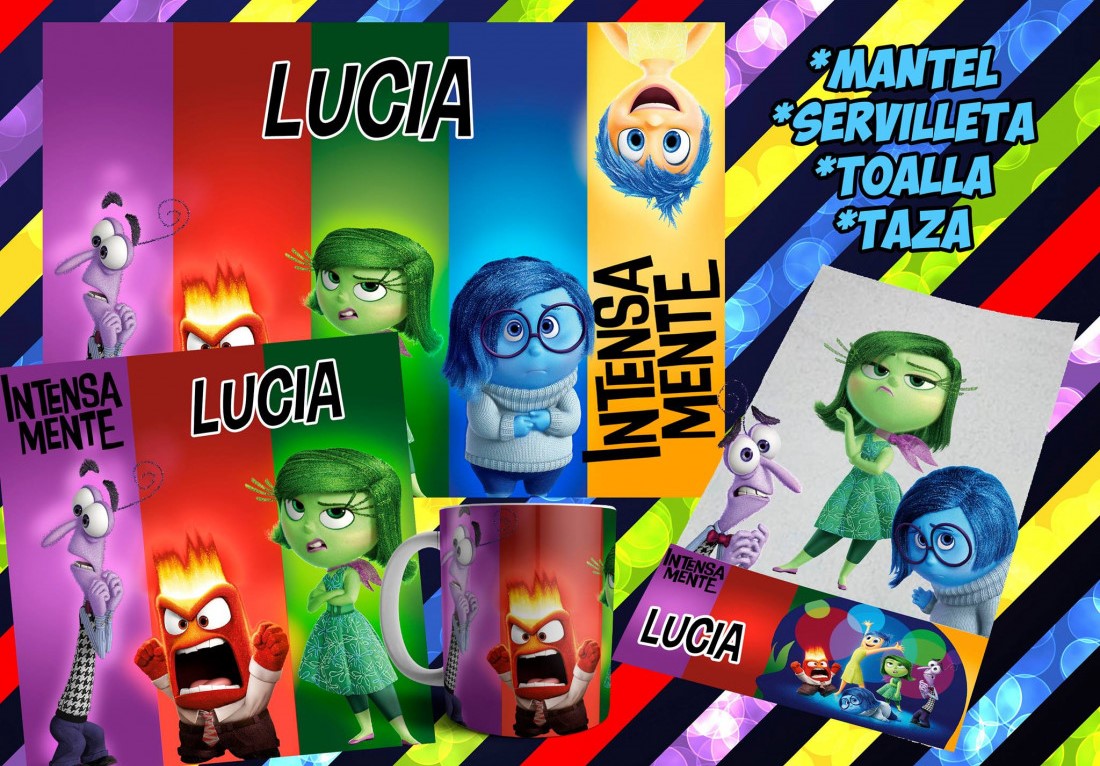 LUCIA
INTENSA
MENTE
*MANTEL
*SERVILLETA
*TOALLA
*TAZA
INTENSA
MENTE
LUCIA
INTENSA
MENTE
LUCIA